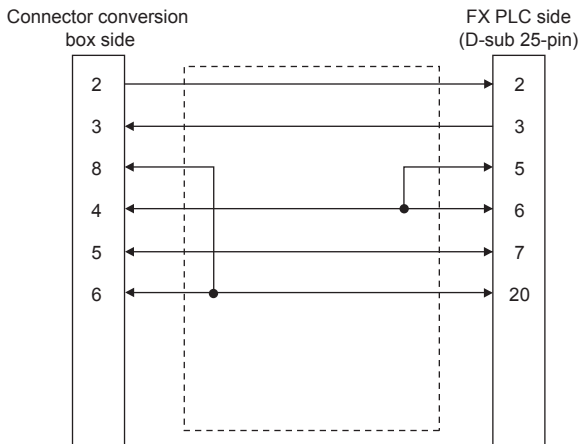 Connector conversion
box side
FX PLC side
(D-sub 25-pin)
2 2
3 3
8 5
4 6
5 7
6 20